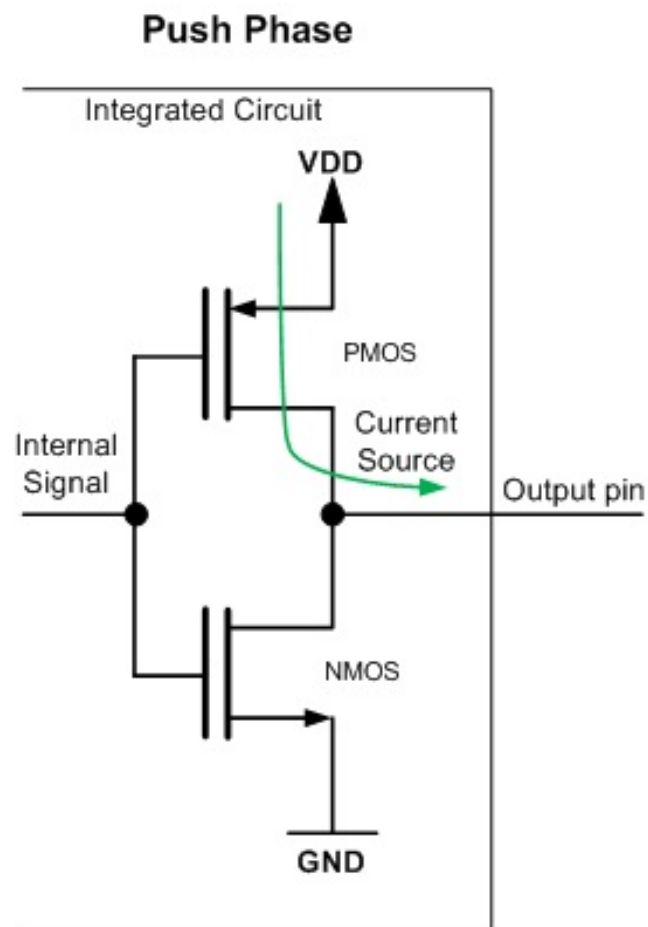 Push Phase
Integrated Circuit
VDD
PMOS
Current
Source
Internal
Signal
Output pin
NMOS
GND